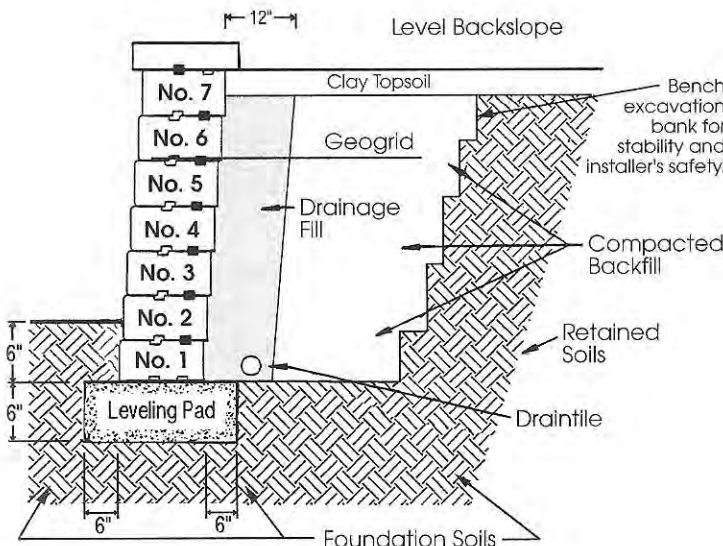 12"
Level Backslope
Clay Topsoil
No. 7
Bench
excavation
bank for
stability and
installer's safety.
No. 6
Geogrid
No. 5
Drainage
Fill
No. 4
Compacted
Backfill
No. 3
No. 2
6"
No. 1
Retained
Soils
6"
Leveling Pad
Draintile
6"
6"
Foundation Soils